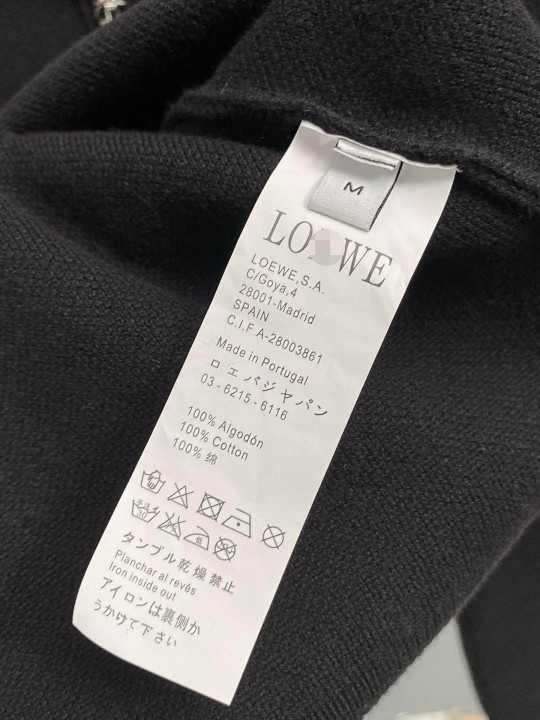 M
LO WE
LOEWE,S.A.
C/Goya,4
28001-Madrid
SPAIN
C.I.F A-28003861
Made in Portugal
ロエバジャパン
03-6215-6116
100% Algodón
100% Cotton
100% 绵
タンブル乾燥禁止
Planchar al revés
Iron inside out
アイロンは裏側か
らかけて下さい